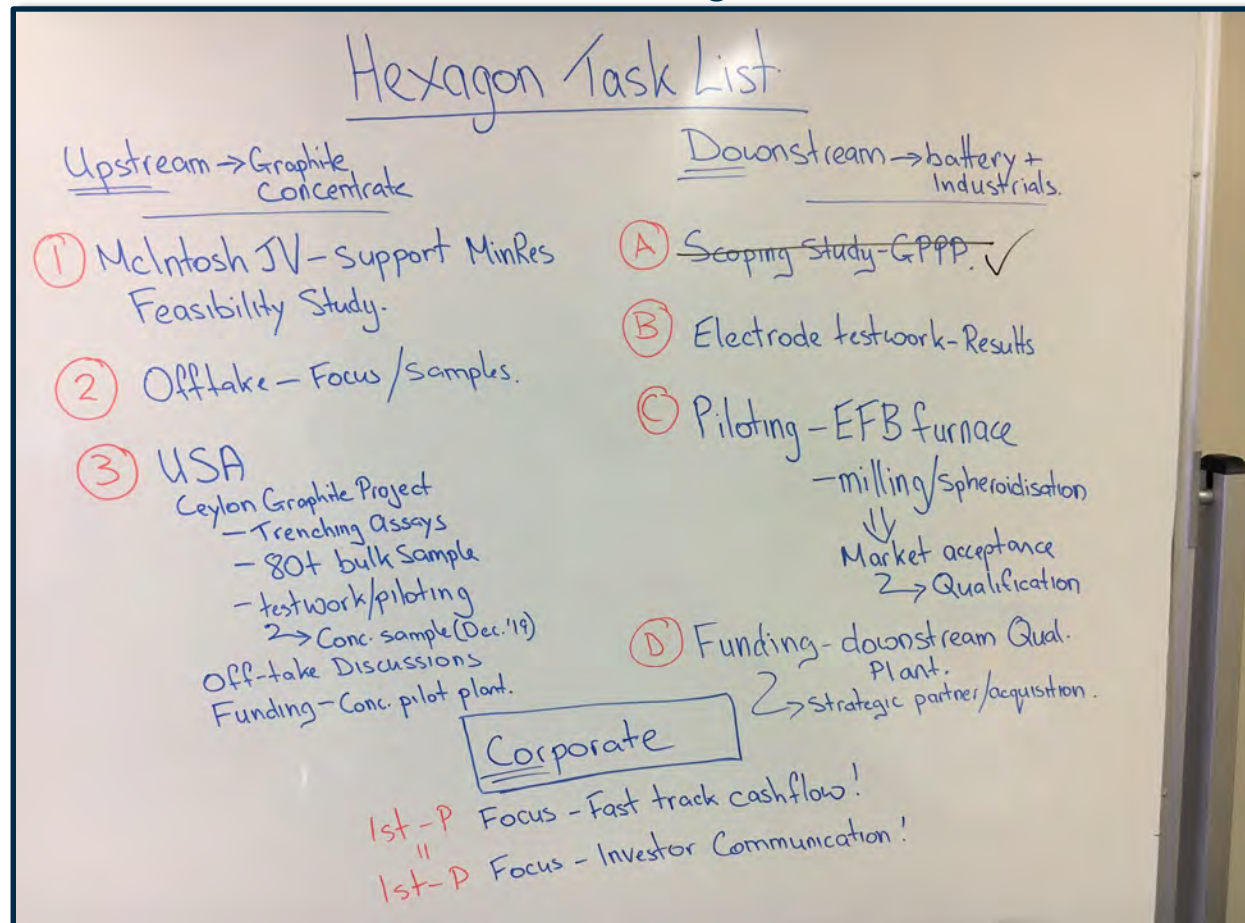 Hexagon Task List.
Upstream → Graphite
Concentrate
① McIntosh JV - Support MinRes
Feasibility Study.
② Offtake - Focus/samples.
③ USA
Ceylon Graphite Project
- Trenching assays
- 80t bulk sample
- testwork/piloting
↳ Conc. sample (Dec. '19)
Off-take Discussions
Funding - Conc. pilot plant.
Downstream → battery +
Industrials.
Ⓐ Scoping Study - GPPP. ✓
Ⓑ Electrode testwork - Results
Ⓒ Piloting - EFB furnace
- milling/spheroidisation
⇓
Market acceptance
↳ Qualification
Ⓓ Funding - downstream Qual.
Plant.
↳ strategic partner/acquisition.
Corporate
1st - P Focus - Fast track cashflow!
"
1st - P Focus - Investor Communication!